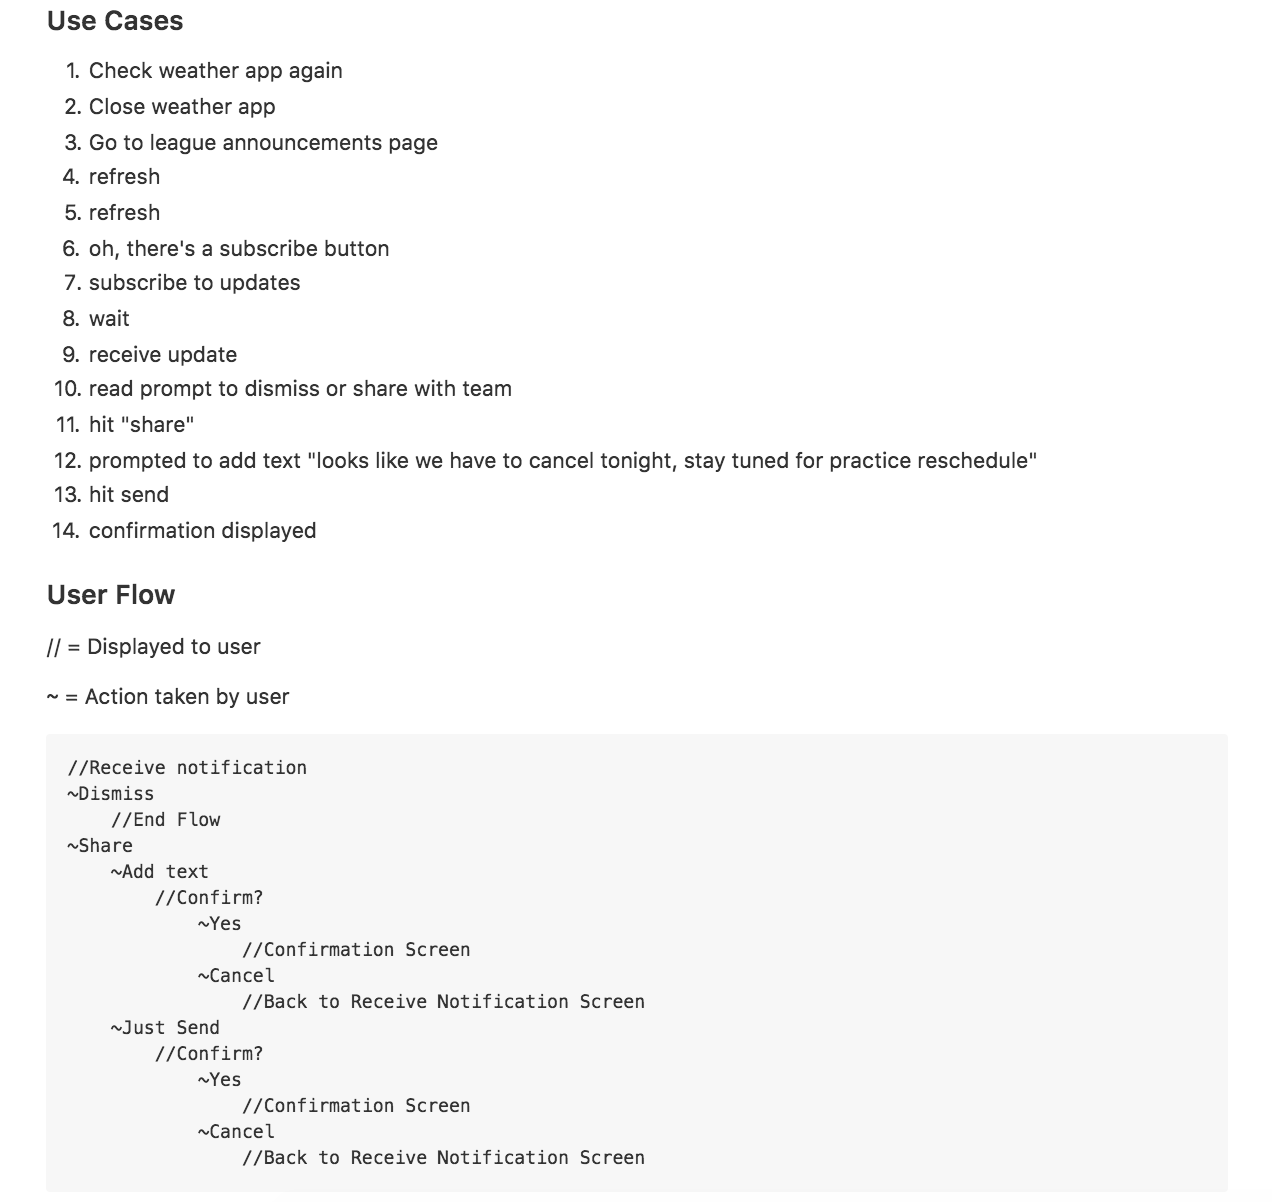 Use Cases
1. Check weather app again
2. Close weather app
3. Go to league announcements page
4. refresh
5. refresh
6. oh, there's a subscribe button
7. subscribe to updates
8. wait
9. receive update
10. read prompt to dismiss or share with team
11. hit "share"
12. prompted to add text "looks like we have to cancel tonight, stay tuned for practice reschedule"
13. hit send
14. confirmation displayed
User Flow
// = Displayed to user
~ = Action taken by user
//Receive notification
~Dismiss
    //End Flow
~Share
    ~Add text
        //Confirm?
            ~Yes
                //Confirmation Screen
            ~Cancel
                //Back to Receive Notification Screen
    ~Just Send
        //Confirm?
            ~Yes
                //Confirmation Screen
            ~Cancel
                //Back to Receive Notification Screen